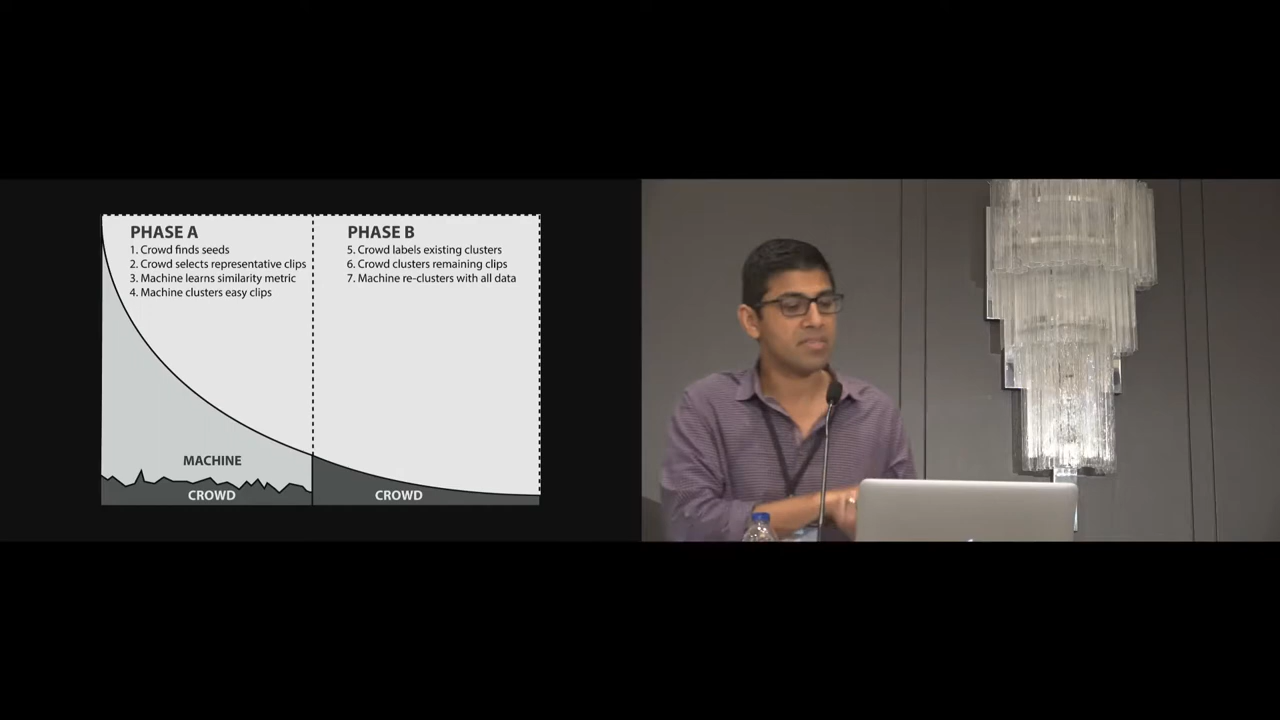 PHASE A
1. Crowd finds seeds
2. Crowd selects representative clips
3. Machine learns similarity metric
4. Machine clusters easy clips
PHASE B
5. Crowd labels existing clusters
6. Crowd clusters remaining clips
7. Machine re-clusters with all data
MACHINE
CROWD
CROWD